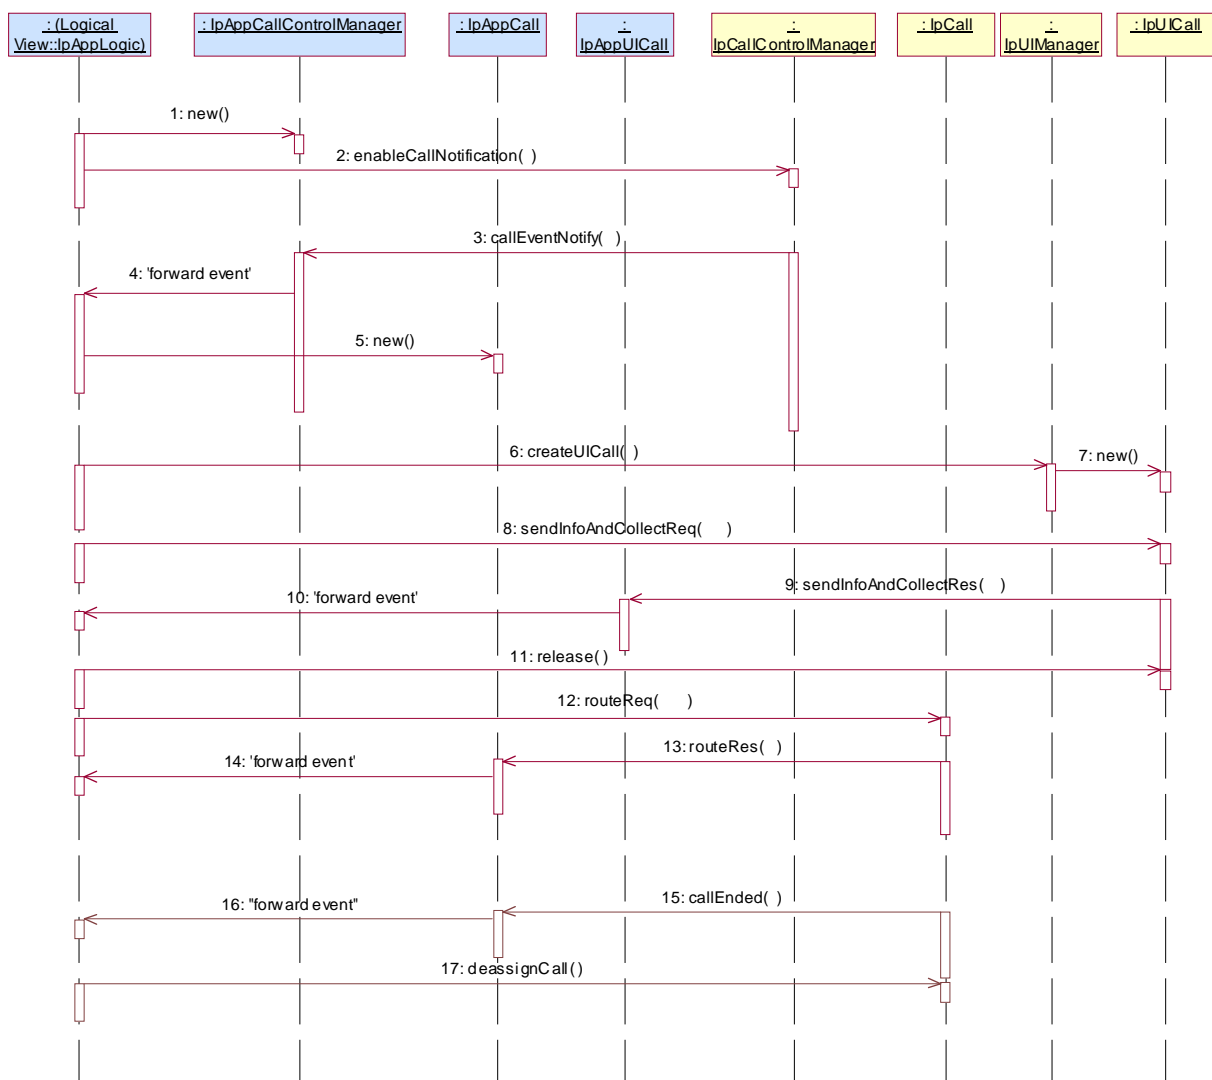 : (Logical
View::IpAppLogic)
: IpAppCallControlManager
: IpAppCall
:
IpAppUICall
:
IpCallControlManager
: IpCall
:
IpUIManager
: IpUICall
1: new()
2: enableCallNotification( )
3: callEventNotify( )
4: 'forward event'
5: new()
6: createUICall( )
7: new()
8: sendInfoAndCollectReq( )
9: sendInfoAndCollectRes( )
10: 'forward event'
11: release( )
12: routeReq( )
13: routeRes( )
14: 'forward event'
15: callEnded( )
16: "forward event"
17: deassignCall( )